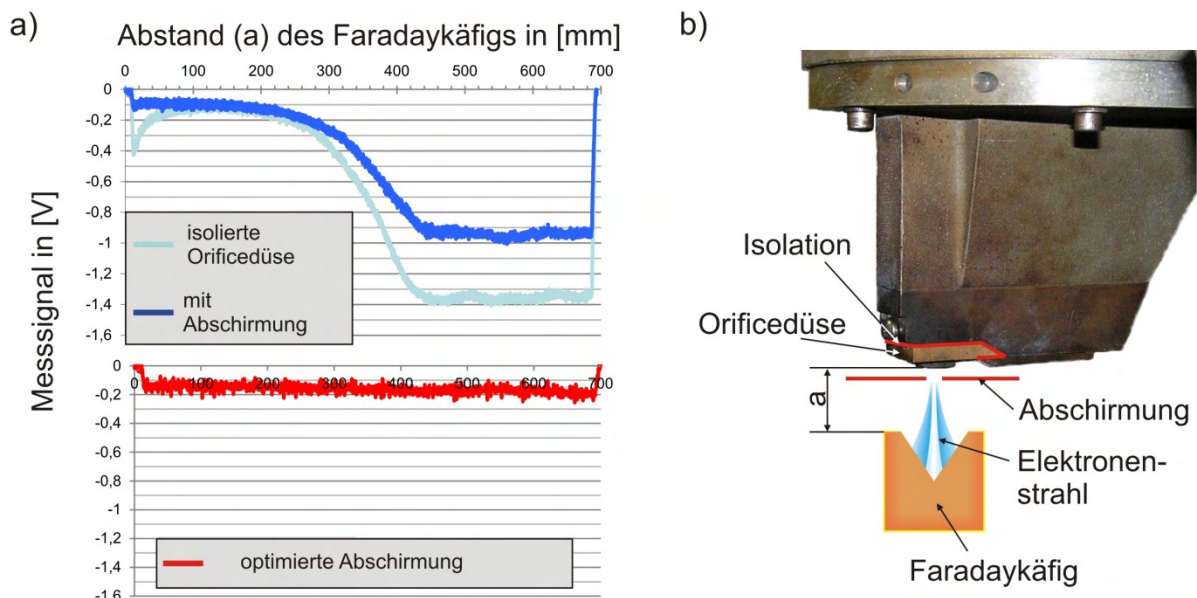 a)
Abstand (a) des Faradaykäfigs in [mm]
0 100 200 300 400 500 600 700
0
-0,2
-0,4
-0,6
-0,8
-1
-1,2
-1,4
-1,6
Messssignal in [V]
isolierte
Orificedüse
mit
Abschirmung
0 100 200 300 400 500 600 700
0
-0,2
-0,4
-0,6
-0,8
-1
-1,2
-1,4
-1,6
optimierte Abschirmung
b)
Isolation
Orificedüse
a
Abschirmung
Elektronen-
strahl
Faradaykäfig